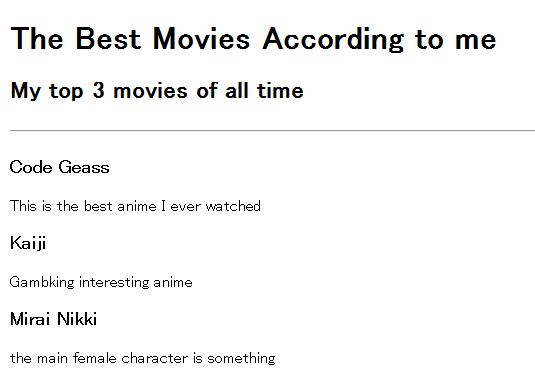 The Best Movies According to me
My top 3 movies of all time
Code Geass
This is the best anime I ever watched
Kaiji
Gambking interesting anime
Mirai Nikki
the main female character is something